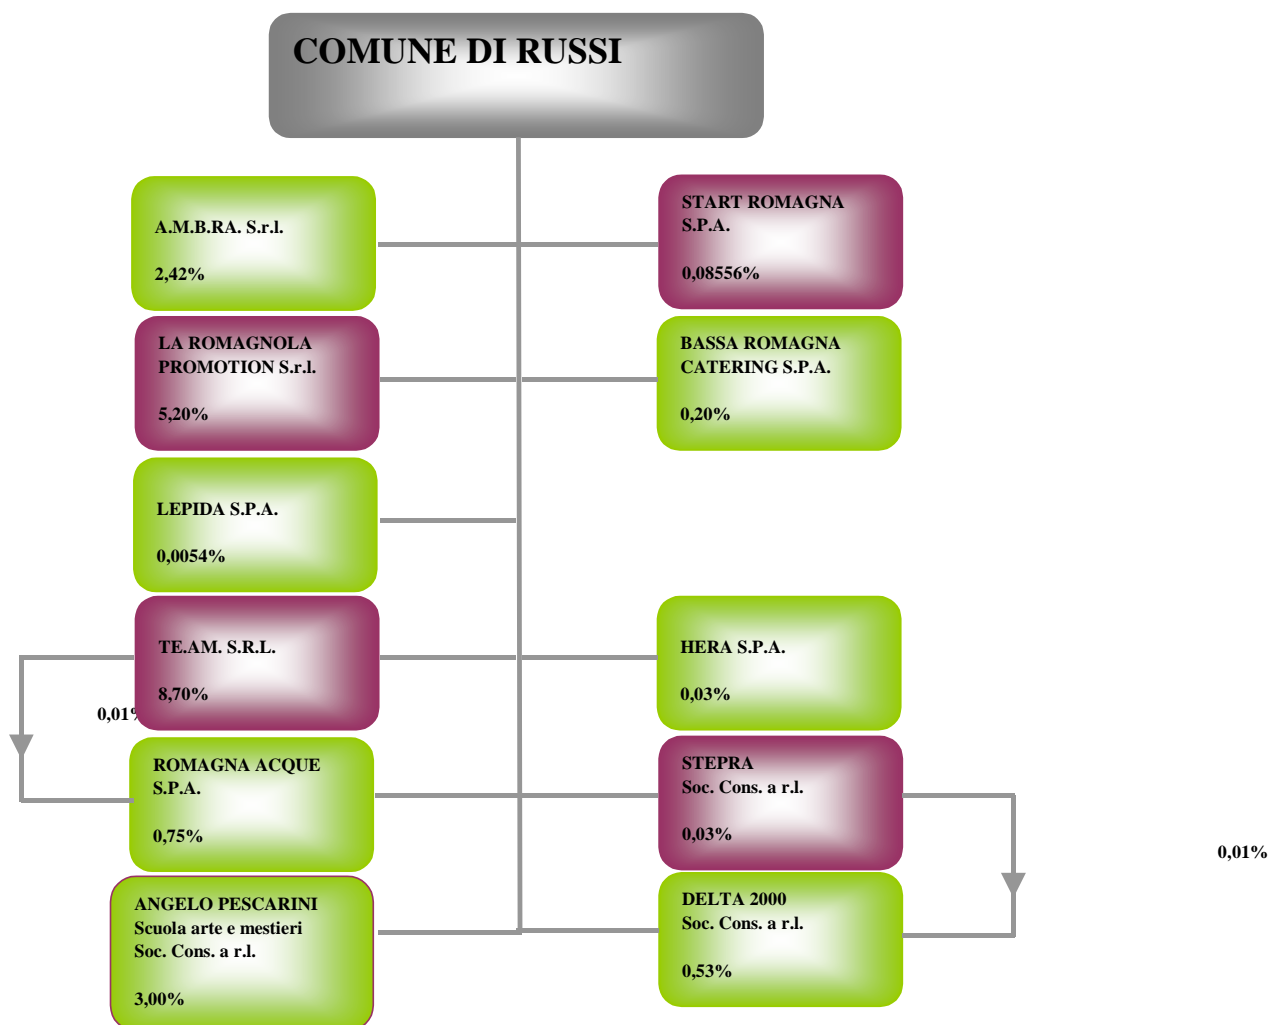 COMUNE DI RUSSI
A.M.B.RA. S.r.l.
2,42%
START ROMAGNA
S.P.A.
0,08556%
LA ROMAGNOLA
PROMOTION S.r.l.
5,20%
BASSA ROMAGNA
CATERING S.P.A.
0,20%
LEPIDA S.P.A.
0,0054%
TE.AM. S.R.L.
8,70%
HERA S.P.A.
0,03%
0,01%
ROMAGNA ACQUE
S.P.A.
0,75%
STEPRA
Soc. Cons. a r.l.
0,03%
0,01%
ANGELO PESCARINI
Scuola arte e mestieri
Soc. Cons. a r.l.
3,00%
DELTA 2000
Soc. Cons. a r.l.
0,53%